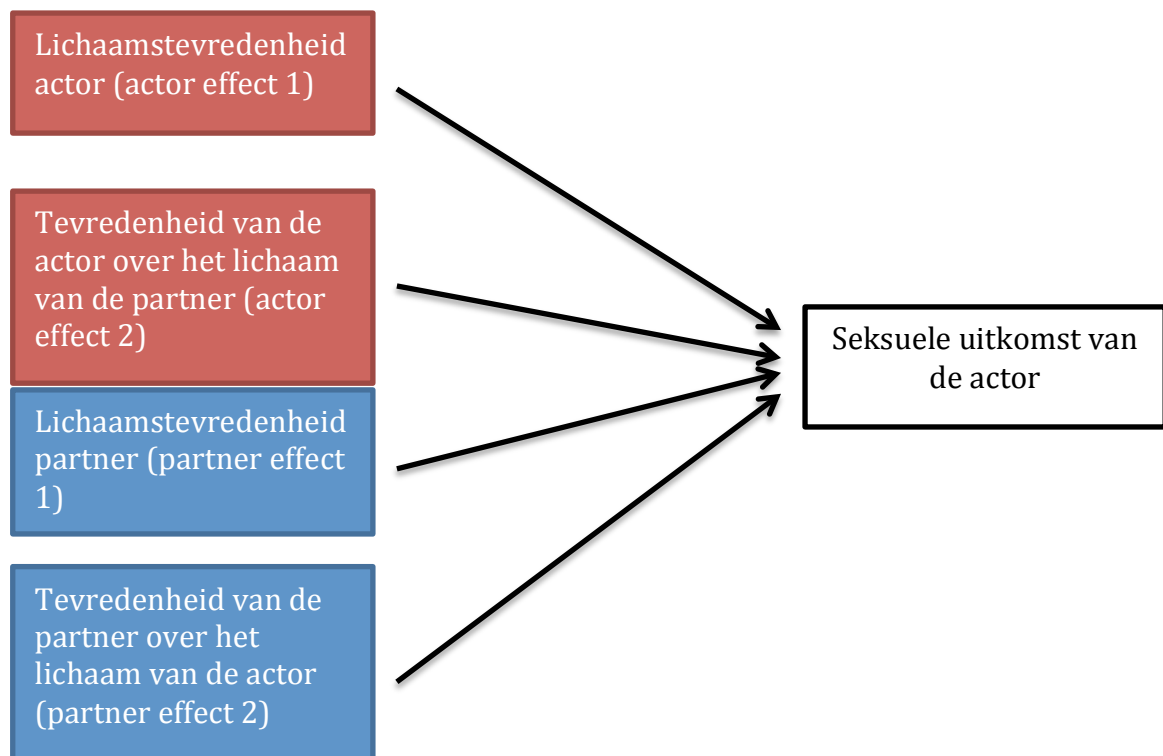 Lichaamstevredenheid
actor (actor effect 1)
Tevredenheid van de
actor over het lichaam
van de partner (actor
effect 2)
Lichaamstevredenheid
partner (partner effect
1)
Tevredenheid van de
partner over het
lichaam van de actor
(partner effect 2)
Seksuele uitkomst van
de actor